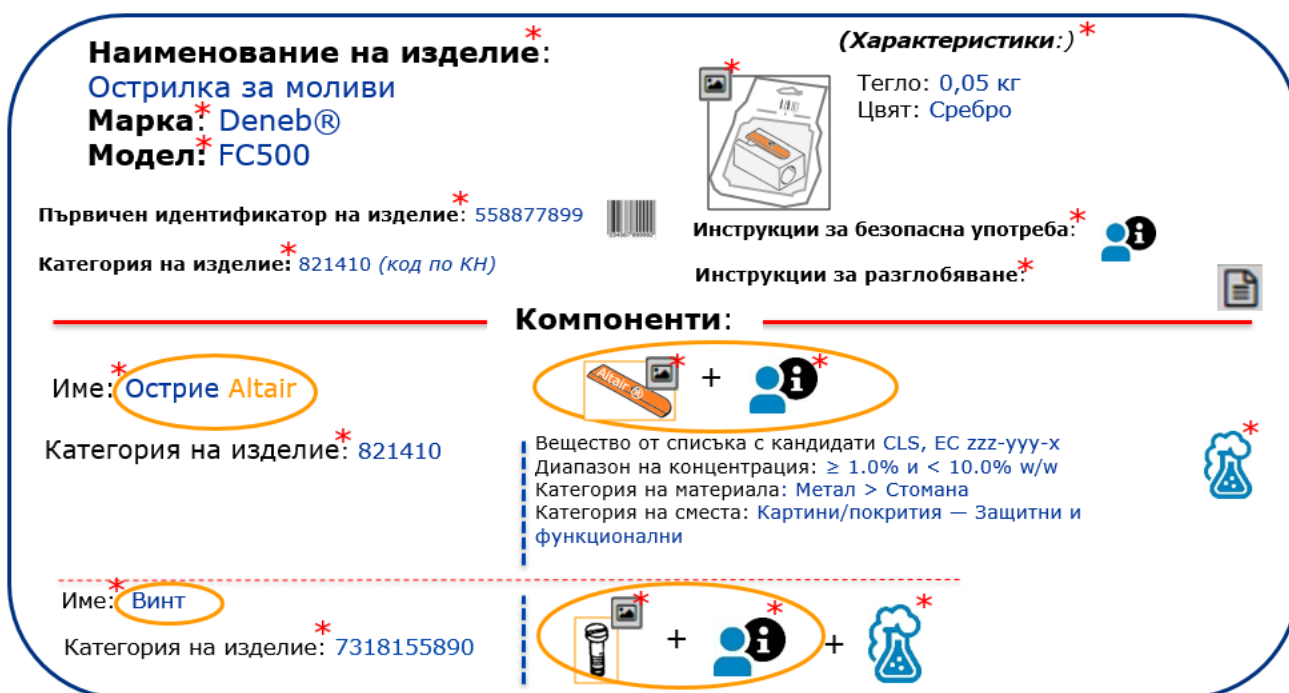 Наименование на изделие*:
Острилка за моливи
Марка*: Deneb®
Модел:* FC500
Първичен идентификатор на изделие*: 558877899
Категория на изделие:* 821410 (код по КН)
(Характеристики:)*
Тегло: 0,05 кг
Цвят: Сребро
Инструкции за безопасна употреба:*
Инструкции за разглобяване:*
Компоненти:
Име:* Острие Altair
Altair ®
+
Категория на изделие:* 821410
Вещество от списъка с кандидати CLS, EC zzz-yyy-x
Диапазон на концентрация: ≥ 1.0% и < 10.0% w/w
Категория на материала: Метал > Стомана
Категория на сместа: Картини/покрития — Защитни и
функционални
Име:* Винт
Категория на изделие:* 7318155890
+ +